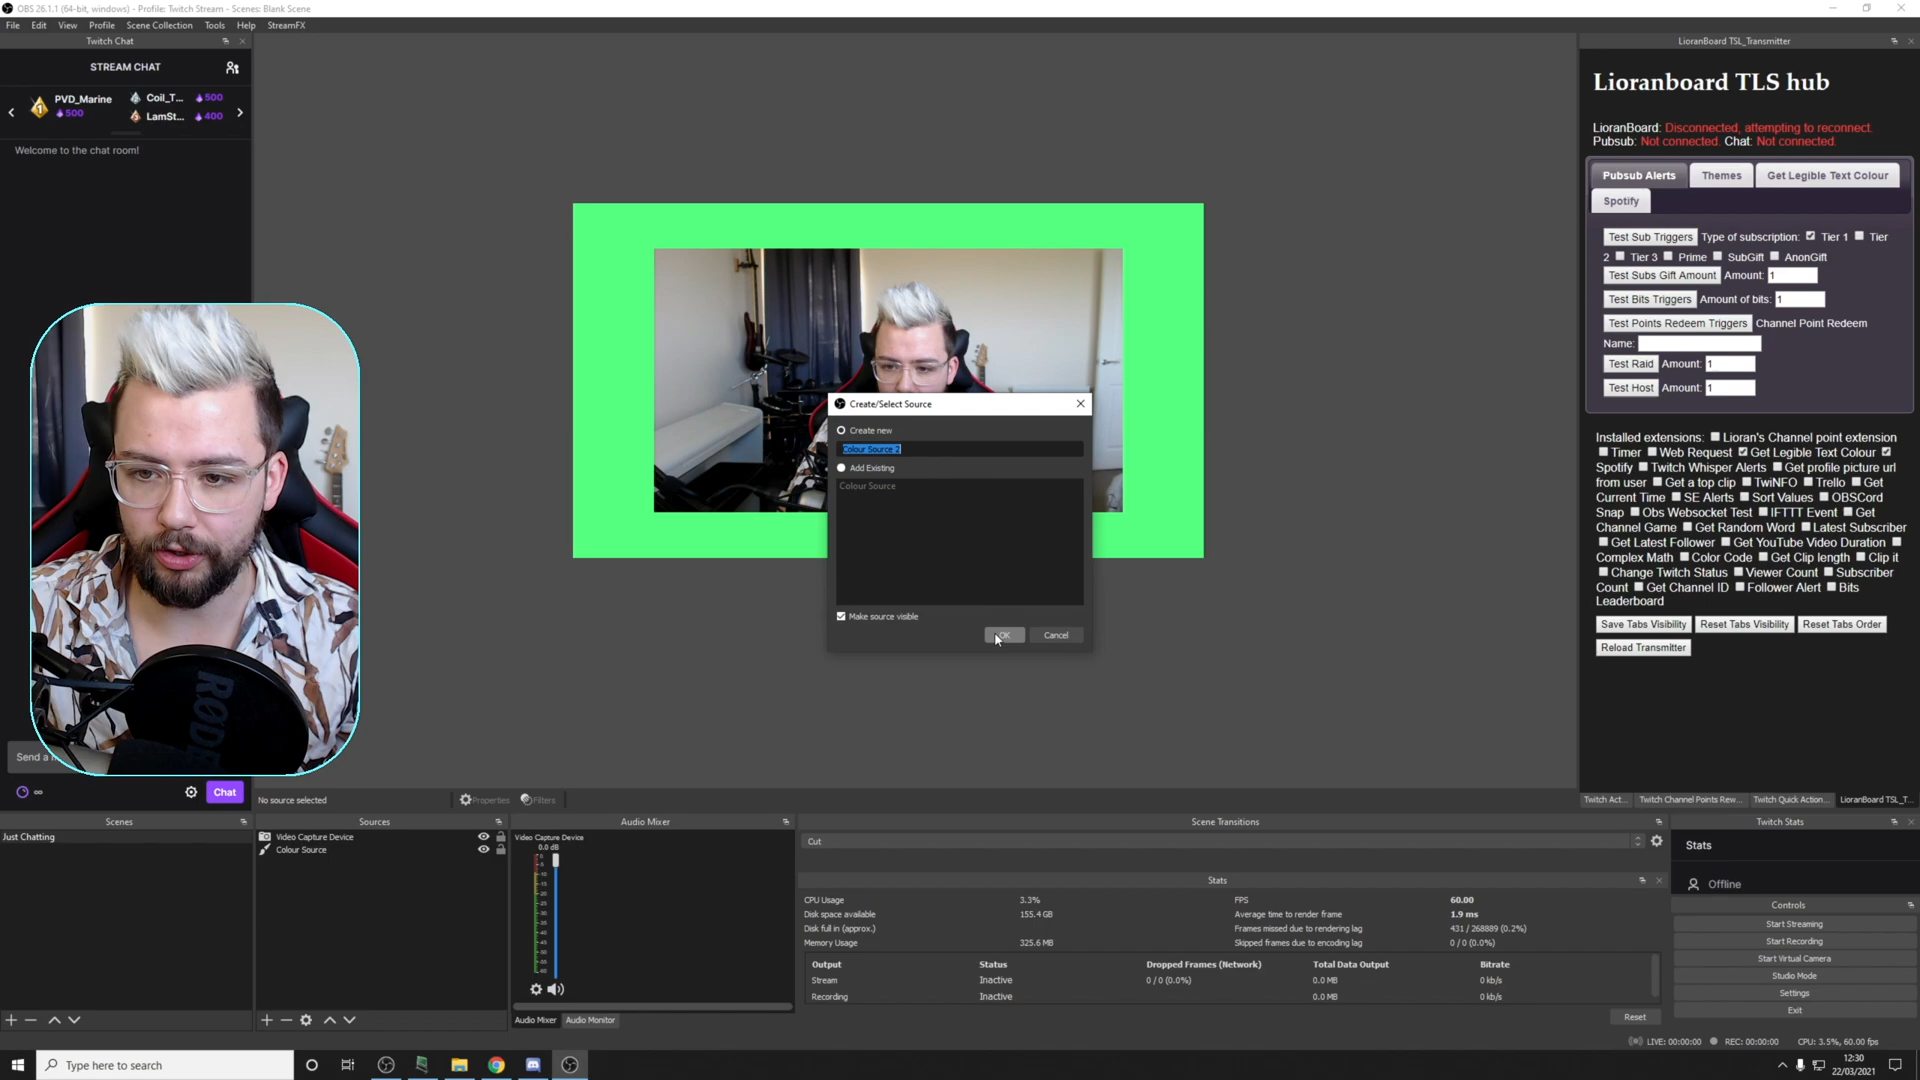 OBS 26.1.1 (64-bit, windows) - Profile: Twitch Stream - Scenes: Blank Scene
File Edit View Profile Scene Collection Tools Help StreamFX
Twitch Chat
STREAM CHAT
PVD_Marine
500
Coil_T... 500
LamSt... 400
Welcome to the chat room!
Chat
RØDE
LioranBoard TSL_Transmitter
Lioranboard TLS hub
LioranBoard: Disconnected, attempting to reconnect.
Pubsub: Not connected. Chat: Not connected.
Pubsub Alerts Themes Get Legible Text Colour
Spotify
Test Sub Triggers Type of subscription: Tier 1 Tier
2 Tier 3 Prime SubGift AnonGift
Test Subs Gift Amount Amount: 1
Test Bits Triggers Amount of bits: 1
Test Points Redeem Triggers Channel Point Redeem
Name:
Test Raid Amount: 1
Test Host Amount: 1
Installed extensions: Lioran's Channel point extension
Timer Web Request Get Legible Text Colour
Spotify Twitch Whisper Alerts Get profile picture url
from user Get a top clip TwiNFO Trello Get
Current Time SE Alerts Sort Values OBSCord
Snap Obs Websocket Test IFTTT Event Get
Channel Game Get Random Word Latest Subscriber
Get Latest Follower Get YouTube Video Duration
Complex Math Color Code Get Clip length Clip it
Change Twitch Status Viewer Count Subscriber
Count Get Channel ID Follower Alert Bits
Leaderboard
Save Tabs Visibility Reset Tabs Visibility Reset Tabs Order
Reload Transmitter
Create/Select Source
Create new
Colour Source 2
Add Existing
Colour Source
Make source visible
OK Cancel
Send a
No source selected Properties Filters
Twitch Act... Twitch Channel Points Rew... Twitch Quick Action... LioranBoard TSL_T...
Scenes
Just Chatting
Sources
Video Capture Device
Colour Source
Audio Mixer
Video Capture Device
0.0 dB
Audio Mixer Audio Monitor
Scene Transitions
Cut
Stats
CPU Usage 3.3% FPS 60.00
Disk space available 155.4 GB Average time to render frame 1.9 ms
Disk full in (approx.) Frames missed due to rendering lag 431 / 268889 (0.2%)
Memory Usage 325.6 MB Skipped frames due to encoding lag 0 / 0 (0.0%)
Output Status Dropped Frames (Network) Total Data Output Bitrate
Stream Inactive 0 / 0 (0.0%) 0.0 MB 0 kb/s
Recording Inactive 0.0 MB 0 kb/s
Reset
Twitch Stats
Stats
Offline
Controls
Start Streaming
Start Recording
Start Virtual Camera
Studio Mode
Settings
Exit
LIVE: 00:00:00 REC: 00:00:00 CPU: 3.5%, 60.00 fps
Type here to search
12:30
22/03/2021